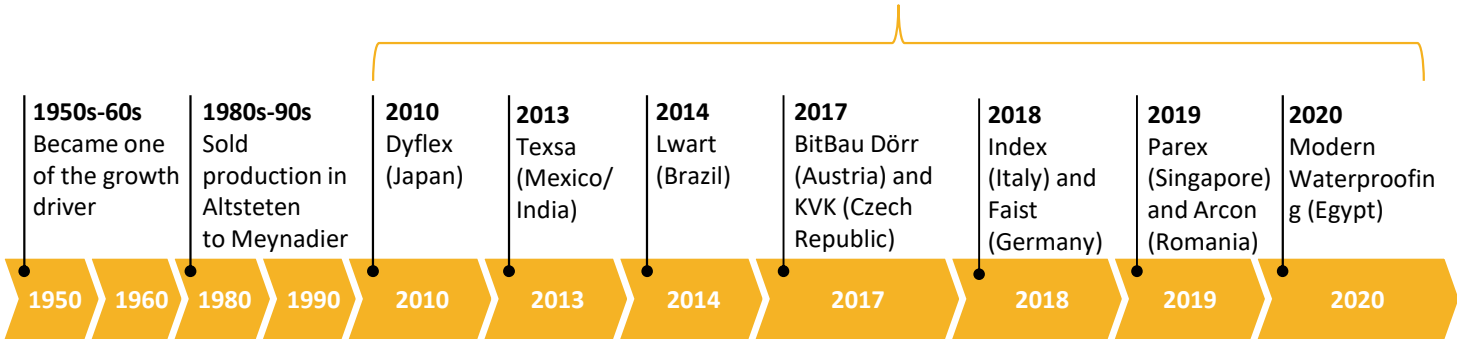 1950s-60s
Became one
of the growth
driver
1980s-90s
Sold
production in
Altsteten
to Meynadier
2010
Dyflex
(Japan)
2013
Texsa
(Mexico/
India)
2014
Lwart
(Brazil)
2017
BitBau Dörr
(Austria) and
KVK (Czech
Republic)
2018
Index
(Italy) and
Faist
(Germany)
2019
Parex
(Singapore)
and Arcon
(Romania)
2020
Modern
Waterproofin
g (Egypt)
1950
1960
1980
1990
2010
2013
2014
2017
2018
2019
2020